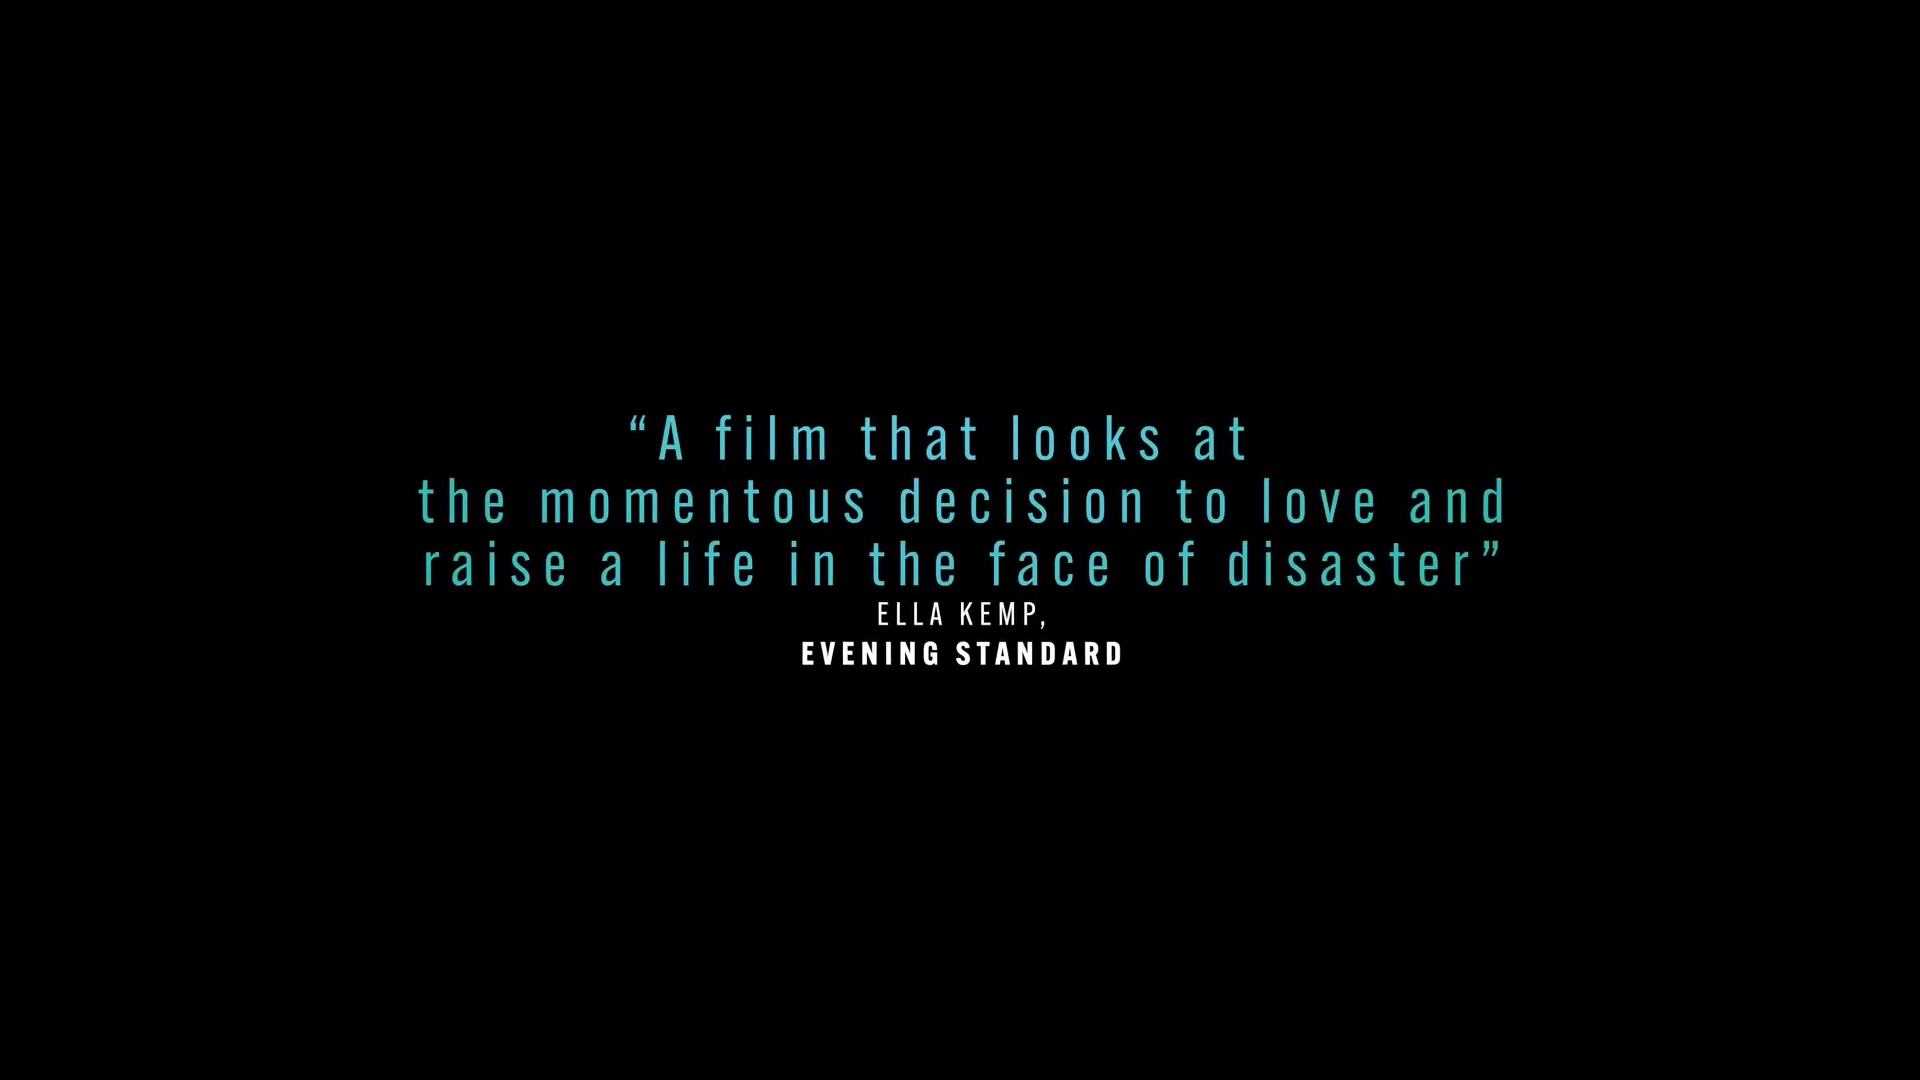 “A film that looks at
the momentous decision to love and
raise a life in the face of disaster”
ELLA KEMP,
EVENING STANDARD